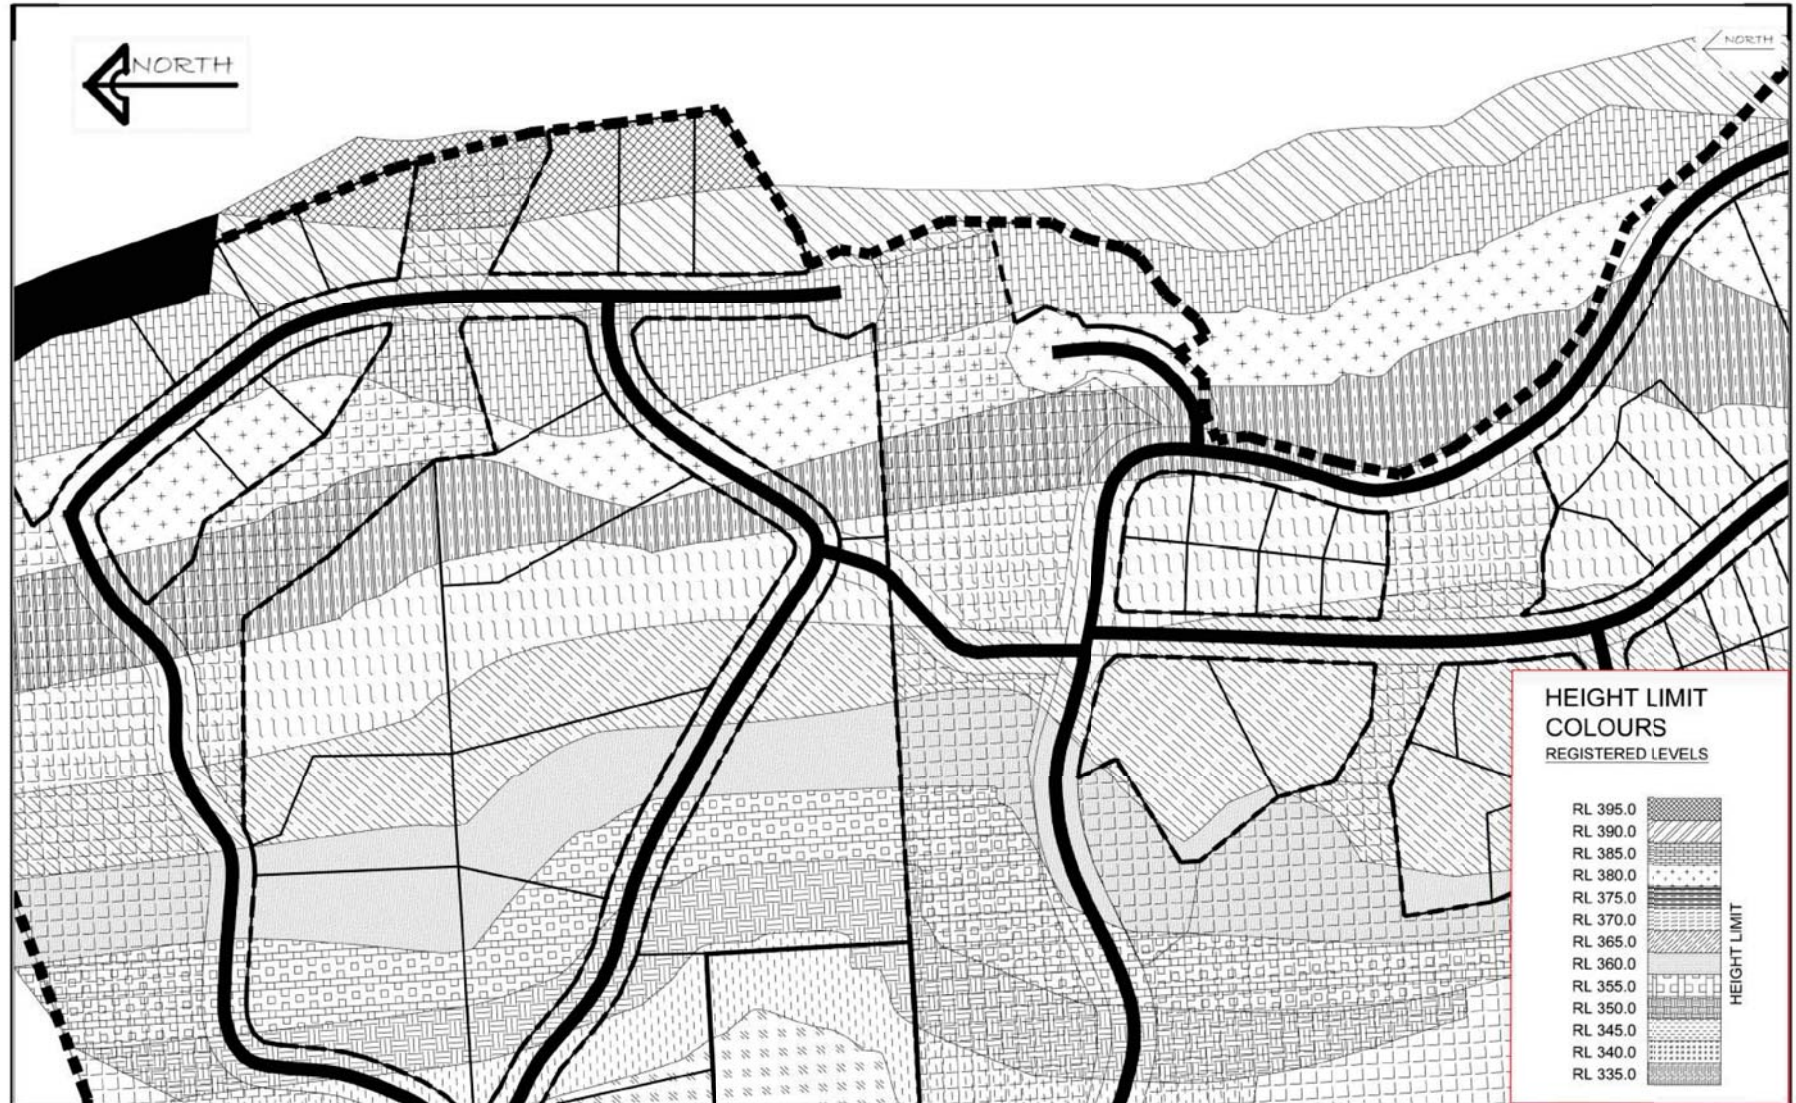 NORTH
NORTH
HEIGHT LIMIT
COLOURS
REGISTERED LEVELS
RL 395.0
RL 390.0
RL 385.0
RL 380.0
RL 375.0
RL 370.0
RL 365.0
RL 360.0
RL 355.0
RL 350.0
RL 345.0
RL 340.0
RL 335.0
HEIGHT LIMIT